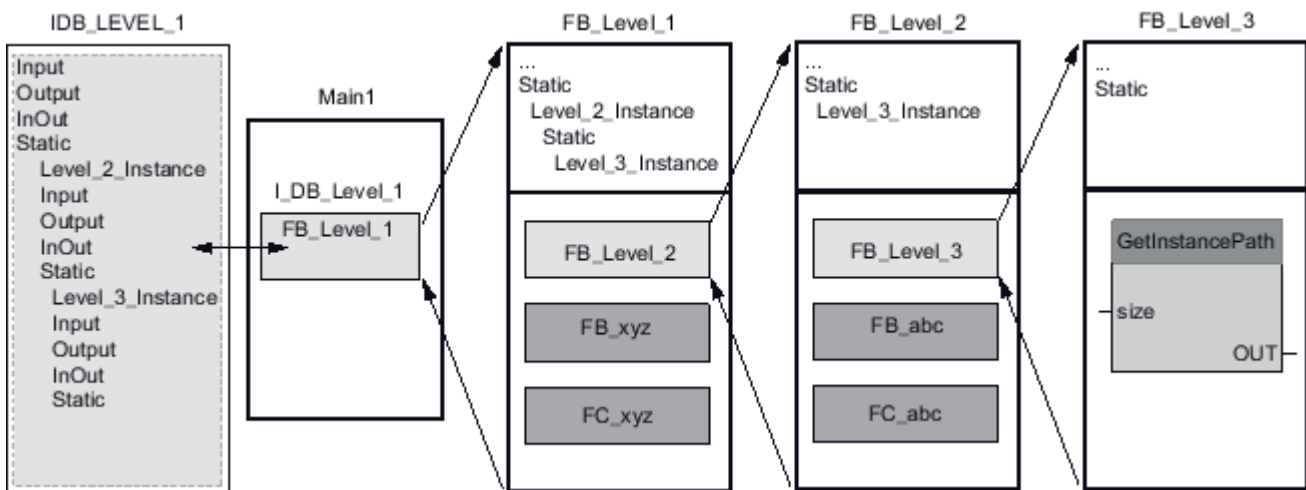 IDB_LEVEL_1
Input
Output
InOut
Static
Level_2_Instance
Input
Output
InOut
Static
Level_3_Instance
Input
Output
InOut
Static
Main1
I_DB_Level_1
FB_Level_1
FB_Level_1
...
Static
Level_2_Instance
Static
Level_3_Instance
FB_Level_2
FB_xyz
FC_xyz
FB_Level_2
...
Static
Level_3_Instance
FB_Level_3
FB_abc
FC_abc
FB_Level_3
...
Static
GetInstancePath
size
OUT